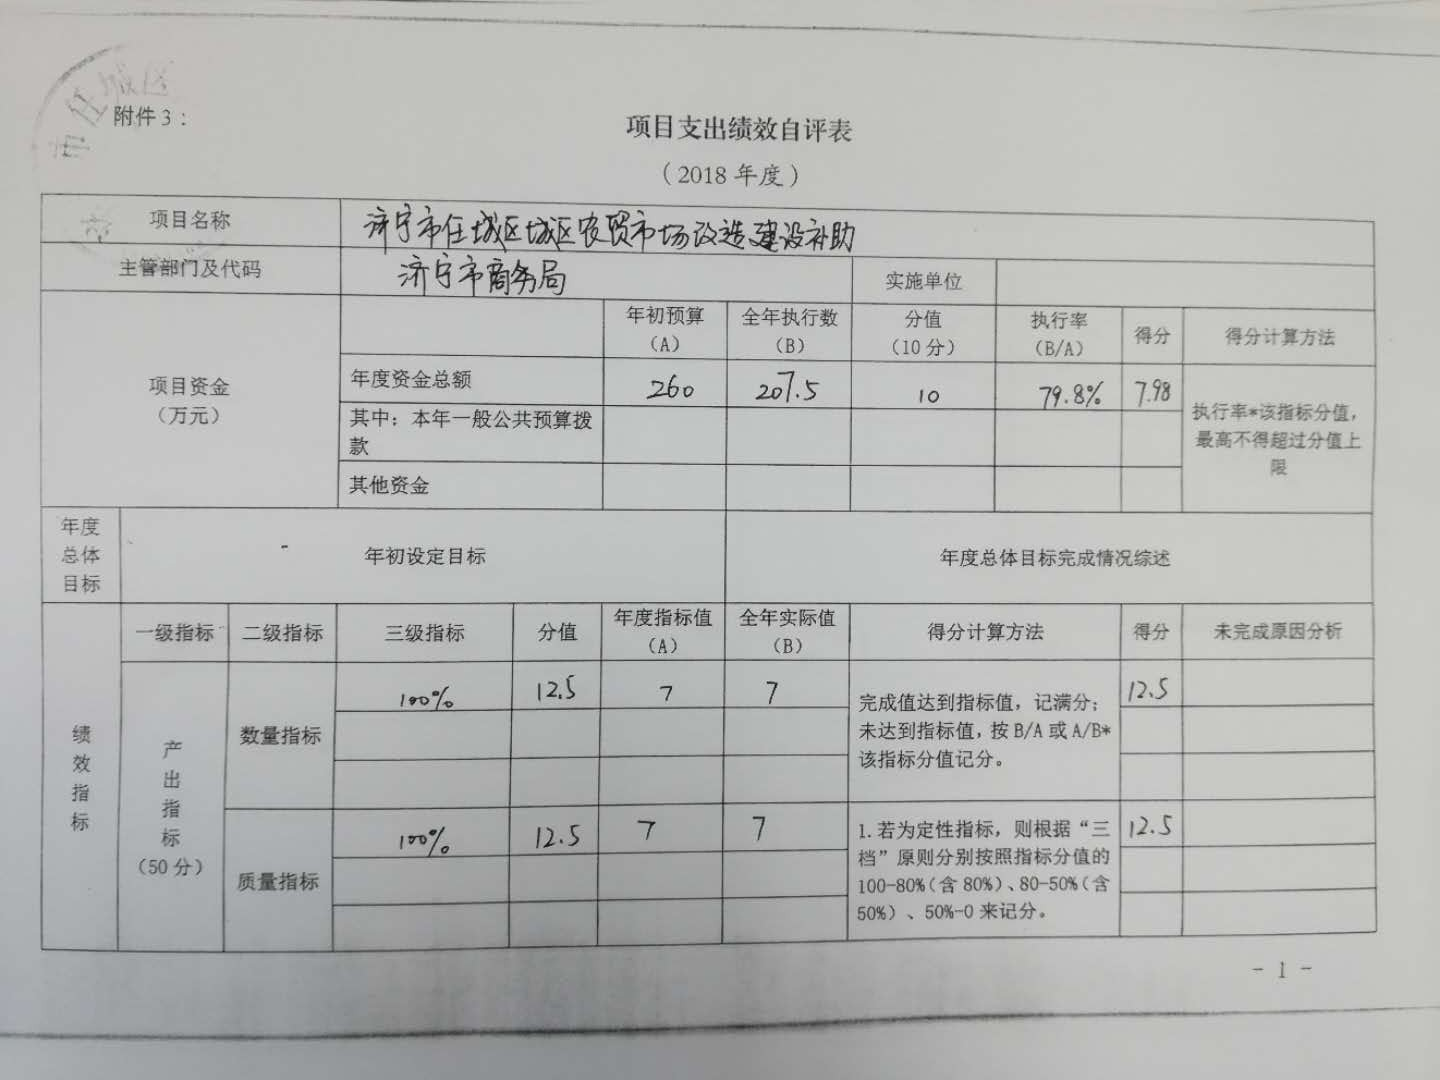 市任城区
附件3：
项目支出绩效自评表
（2018年度）
项目名称
济宁市任城区城区农贸市场改造建设补助
主管部门及代码
济宁市商务局
实施单位
项目资金
（万元）
年初预算
（A）
全年执行数
（B）
分值
（10分）
执行率
（B/A）
得分
得分计算方法
年度资金总额
260
207.5
10
79.8%
7.98
执行率*该指标分值，
最高不得超过分值上
限
其中：本年一般公共预算拨
款
其他资金
年度
总体
目标
年初设定目标
年度总体目标完成情况综述
绩
效
指
标
一级指标
二级指标
三级指标
分值
年度指标值
（A）
全年实际值
（B）
得分计算方法
得分
未完成原因分析
产
出
指
标
（50分）
数量指标
100%
12.5
7
7
完成值达到指标值，记满分；
未达到指标值，按B/A或A/B*
该指标分值记分。
12.5
质量指标
100%
12.5
7
7
1.若为定性指标，则根据“三
档”原则分别按照指标分值的
100-80%（含80%）、80-50%（含
50%）、50%-0来记分。
12.5
- 1 -